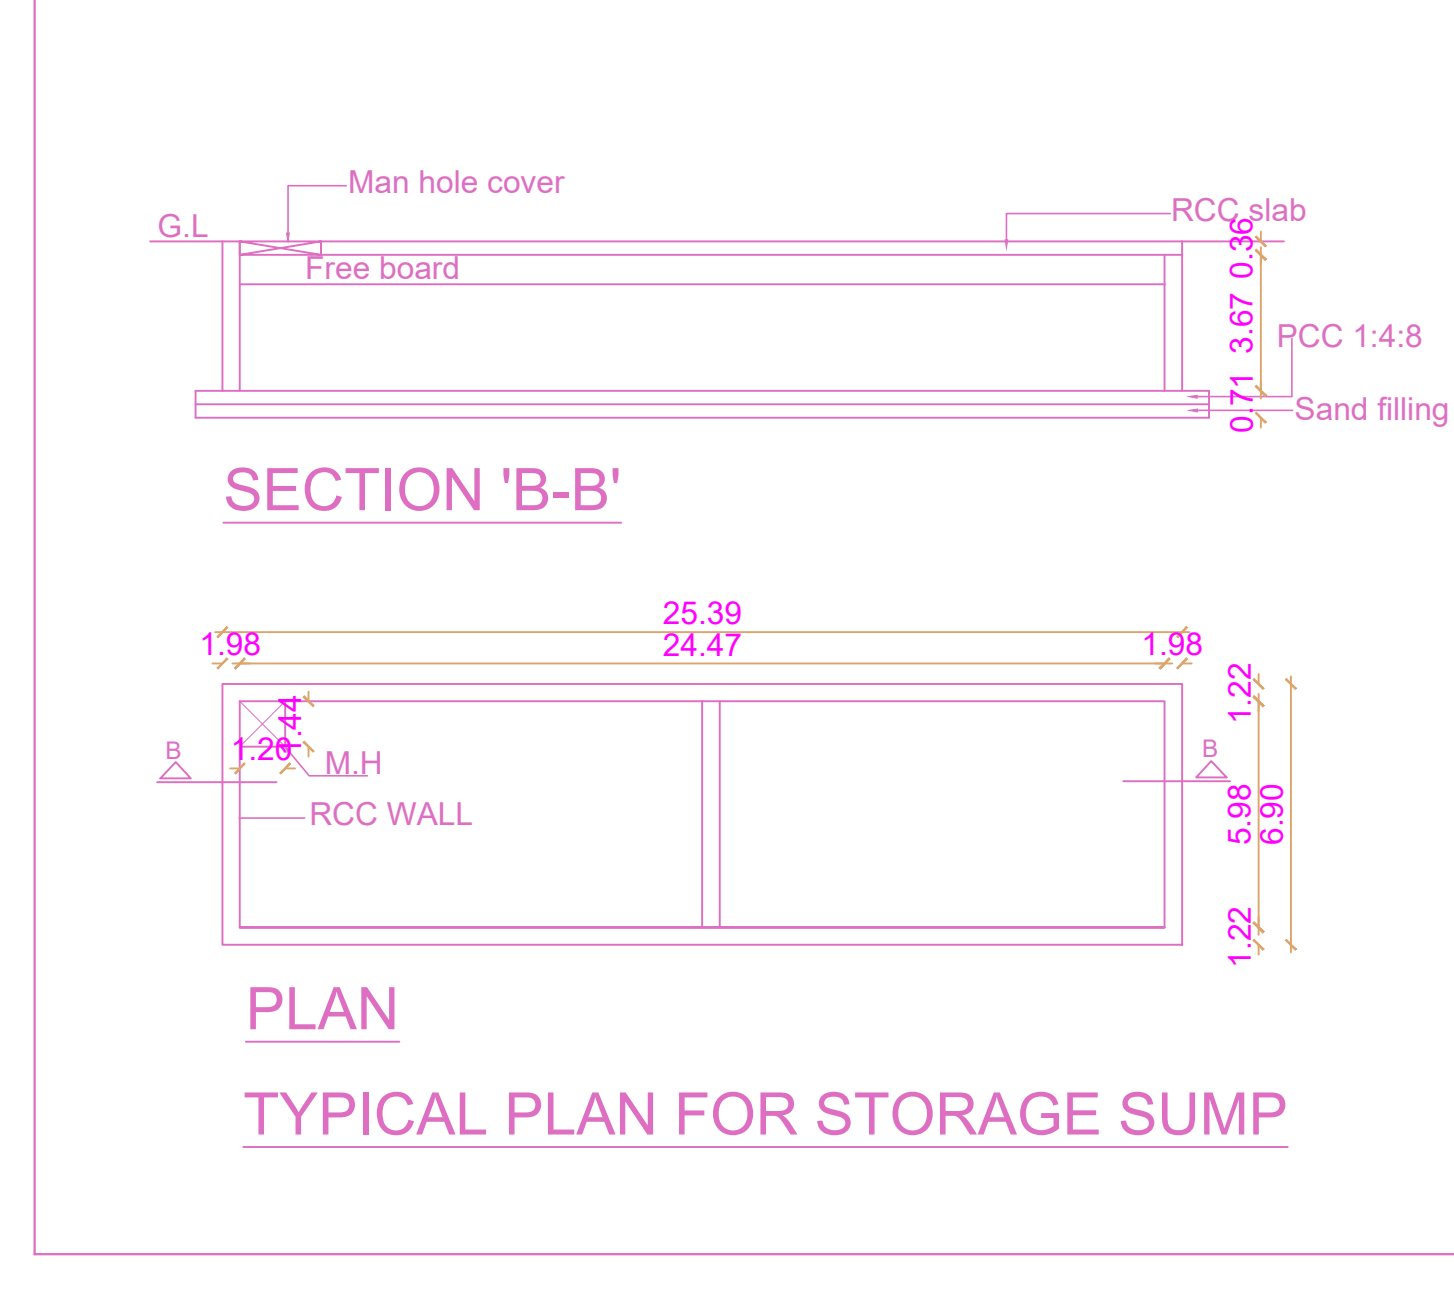 Man hole cover
RCC slab
G.L
0.36
Free board
3.67
PCC 1:4:8
0.71
Sand filling
SECTION 'B-B'
25.39
1.98
24.47
1.98
1.22
1.44
1.20
B
M.H
B
RCC WALL
5.98
6.90
1.22
PLAN
TYPICAL PLAN FOR STORAGE SUMP